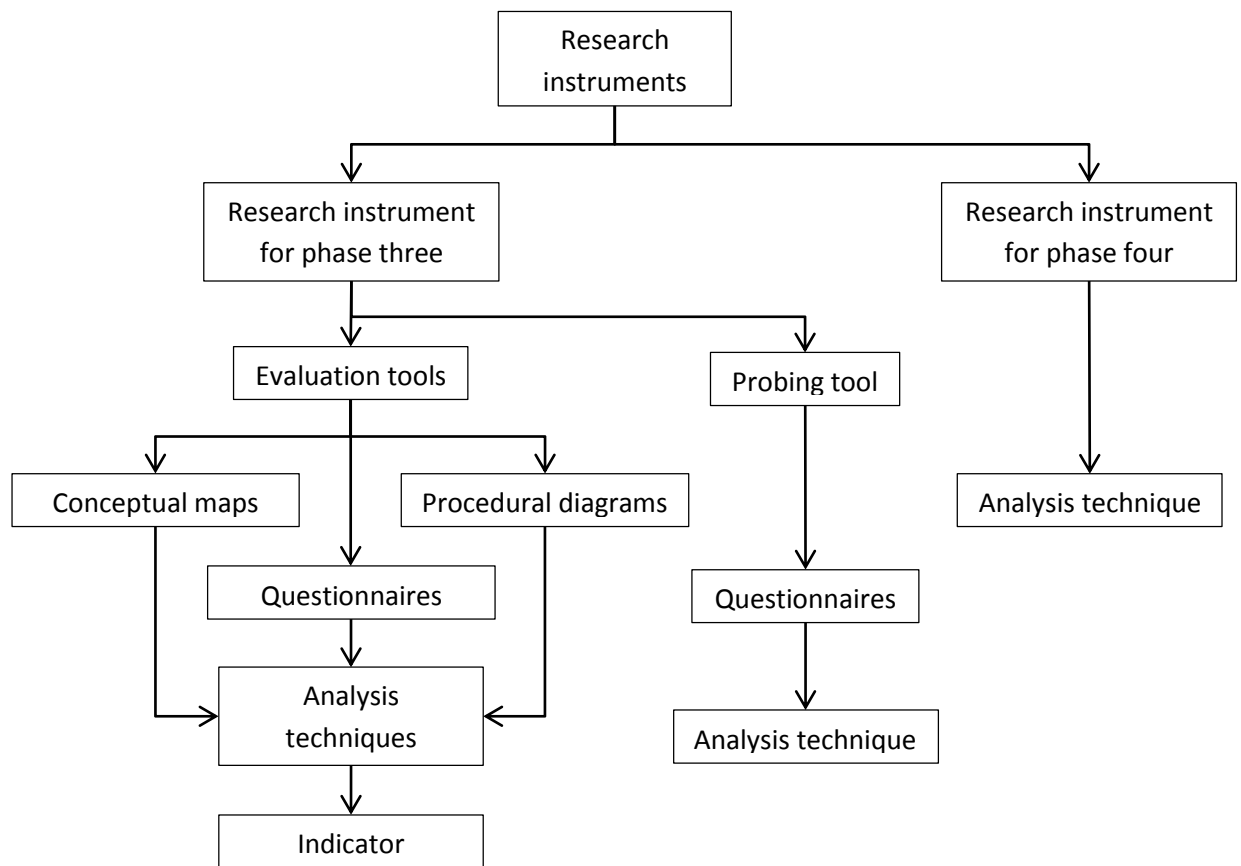 Research
instruments
Research instrument
for phase three
Research instrument
for phase four
Evaluation tools
Probing tool
Conceptual maps
Procedural diagrams
Analysis technique
Questionnaires
Questionnaires
Analysis
techniques
Analysis technique
Indicator